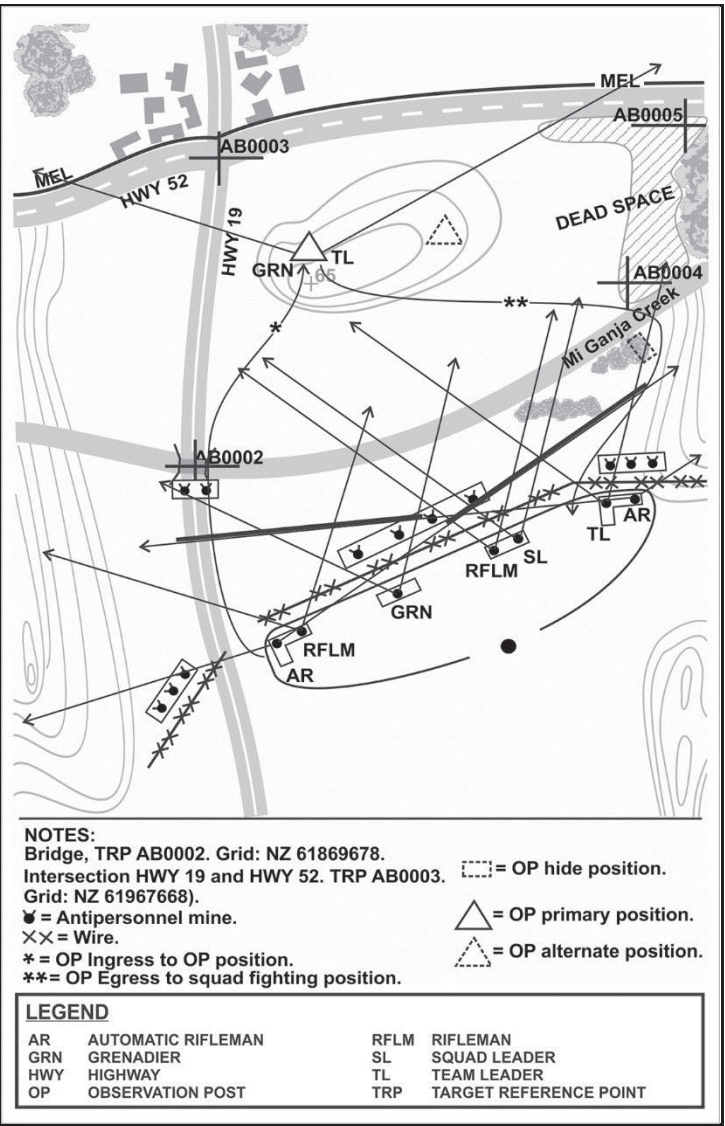 MEL
AB0005
AB0003
MEL
HWY 52
DEAD SPACE
HWY 19
GRN
TL
65
AB0004
**
*
Mi Ganja Creek
AB0002
TL
AR
SL
RFLM
GRN
RFLM
AR
NOTES:
Bridge, TRP AB0002. Grid: NZ 61869678.
Intersection HWY 19 and HWY 52. TRP AB0003.
Grid: NZ 61967668).
= Antipersonnel mine.
XX = Wire.
* = OP Ingress to OP position.
**= OP Egress to squad fighting position.
= OP hide position.
= OP primary position.
= OP alternate position.
LEGEND
AR AUTOMATIC RIFLEMAN
GRN GRENADIER
HWY HIGHWAY
OP OBSERVATION POST
RFLM RIFLEMAN
SL SQUAD LEADER
TL TEAM LEADER
TRP TARGET REFERENCE POINT